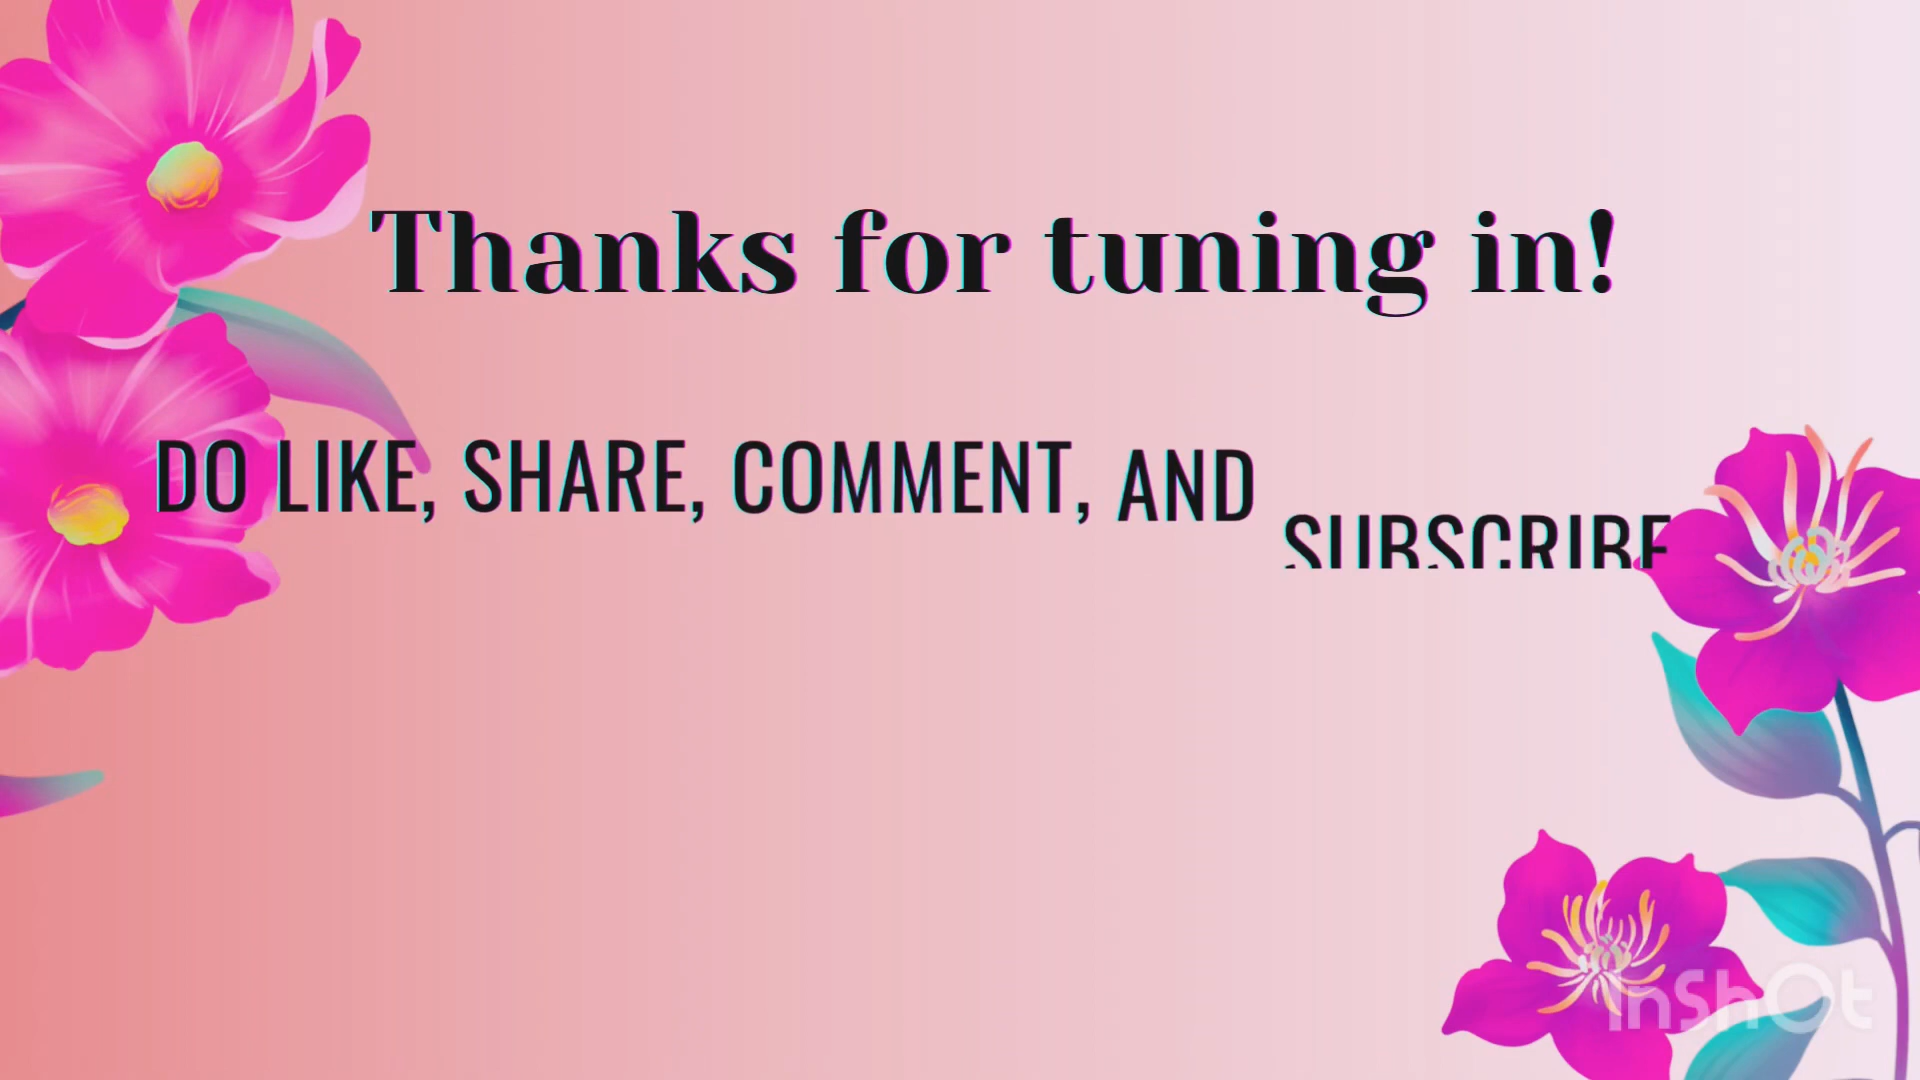 Thanks for tuning in!
DO LIKE, SHARE, COMMENT, AND SUBSCRIBE
InShOt